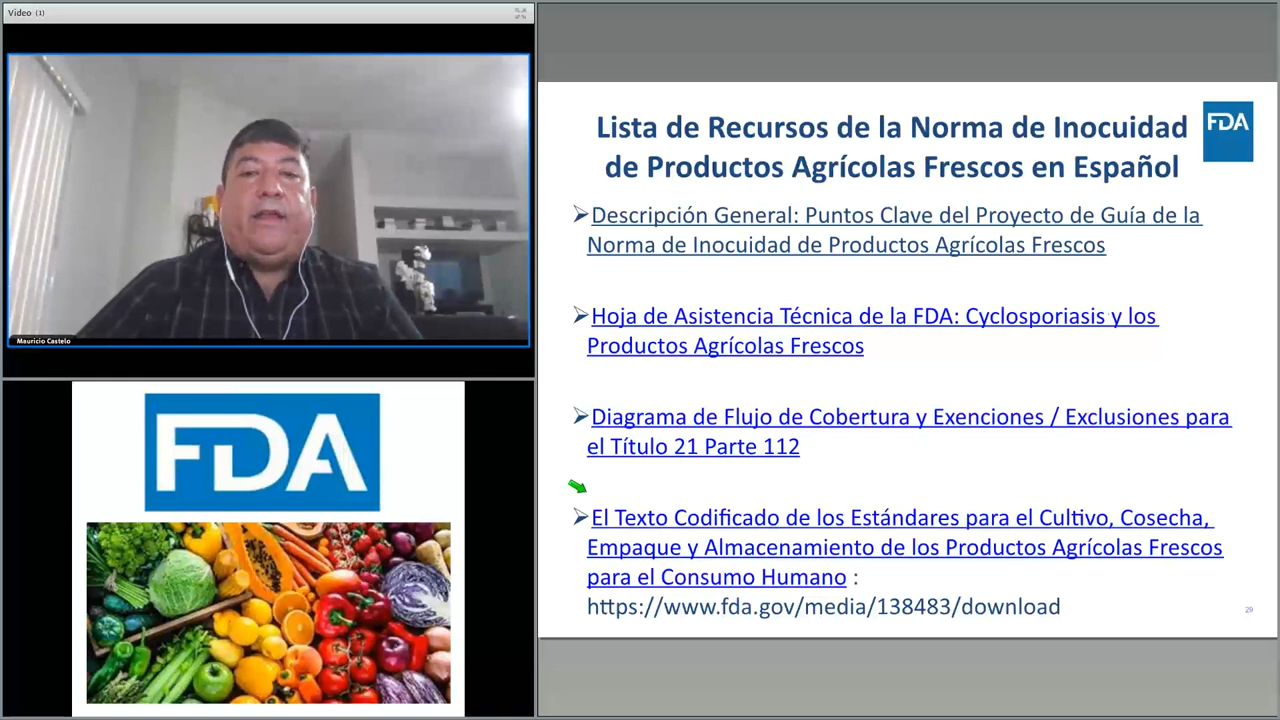 Video (1)
Mauricio Castelo
FDA
Lista de Recursos de la Norma de Inocuidad
de Productos Agrícolas Frescos en Español
FDA
Descripción General: Puntos Clave del Proyecto de Guía de la
Norma de Inocuidad de Productos Agrícolas Frescos
Hoja de Asistencia Técnica de la FDA: Cyclosporiasis y los
Productos Agrícolas Frescos
Diagrama de Flujo de Cobertura y Exenciones / Exclusiones para
el Título 21 Parte 112
El Texto Codificado de los Estándares para el Cultivo, Cosecha,
Empaque y Almacenamiento de los Productos Agrícolas Frescos
para el Consumo Humano :
https://www.fda.gov/media/138483/download
29